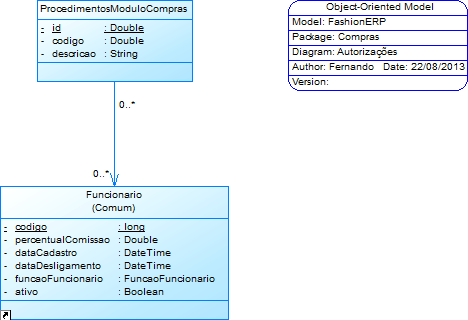 ProcedimentosModuloCompras
- id : Double
- codigo : Double
- descricao : String
Object-Oriented Model
Model: FashionERP
Package: Compras
Diagram: Autorizações
Author: Fernando Date: 22/08/2013
Version:
0..*
0..*
Funcionario
(Comum)
- codigo : long
- percentualComissao : Double
- dataCadastro : DateTime
- dataDesligamento : DateTime
- funcaoFuncionario : FuncaoFuncionario
- ativo : Boolean